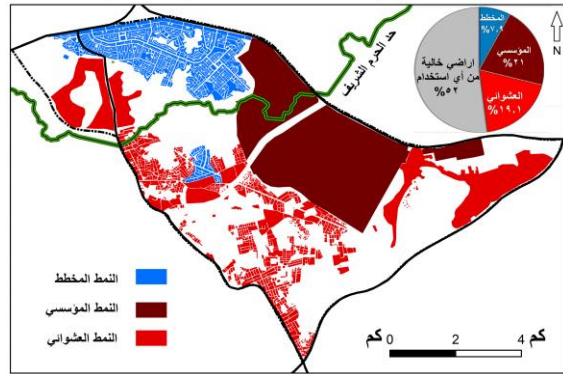 المخطط
%٧.٩
المؤسسي
%٢١
العشوائي
%١٩.١
اراضي خالية
من أي استخدام
%٥٢
N
حد الحرم الشريف
النمط المخطط
النمط المؤسسي
النمط العشوائي
كم 0 2 4 كم